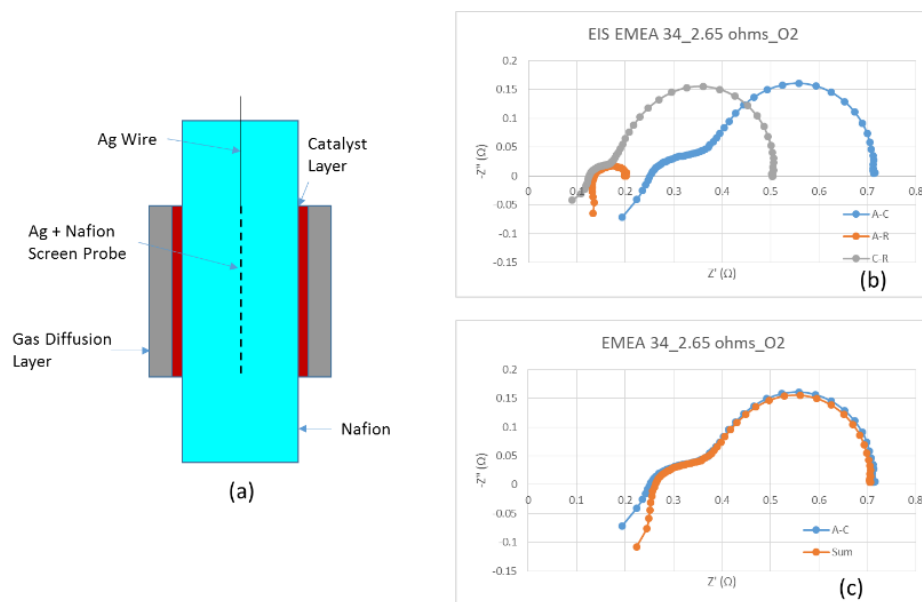 Ag Wire
Catalyst
Layer
Ag + Nafion
Screen Probe
Gas Diffusion
Layer
Nafion
(a)
EIS EMEA 34_2.65 ohms_O2
-Z" (Ω)
0.2
0.15
0.1
0.05
0
-0.05
-0.1
-0.15
0 0.1 0.2 0.3 0.4 0.5 0.6 0.7 0.8
A-C
A-R
C-R
Z' (Ω)
(b)
EMEA 34_2.65 ohms_O2
-Z" (Ω)
0.2
0.15
0.1
0.05
0
-0.05
-0.1
-0.15
0 0.1 0.2 0.3 0.4 0.5 0.6 0.7 0.8
A-C
Sum
Z' (Ω)
(c)